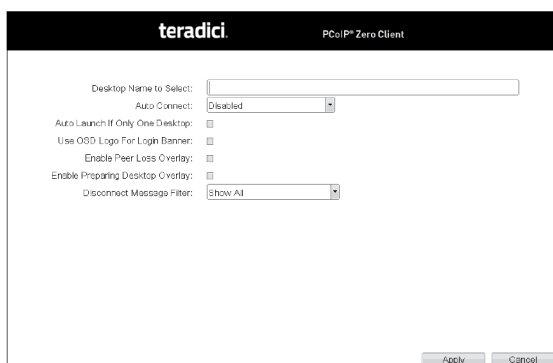 teradici. PCoIP® Zero Client
Desktop Name to Select:
Auto Connect: Disabled
Auto Launch If Only One Desktop:
Use OSD Logo For Login Banner:
Enable Peer Loss Overlay:
Enable Preparing Desktop Overlay:
Disconnect Message Filter: Show All
Apply Cancel